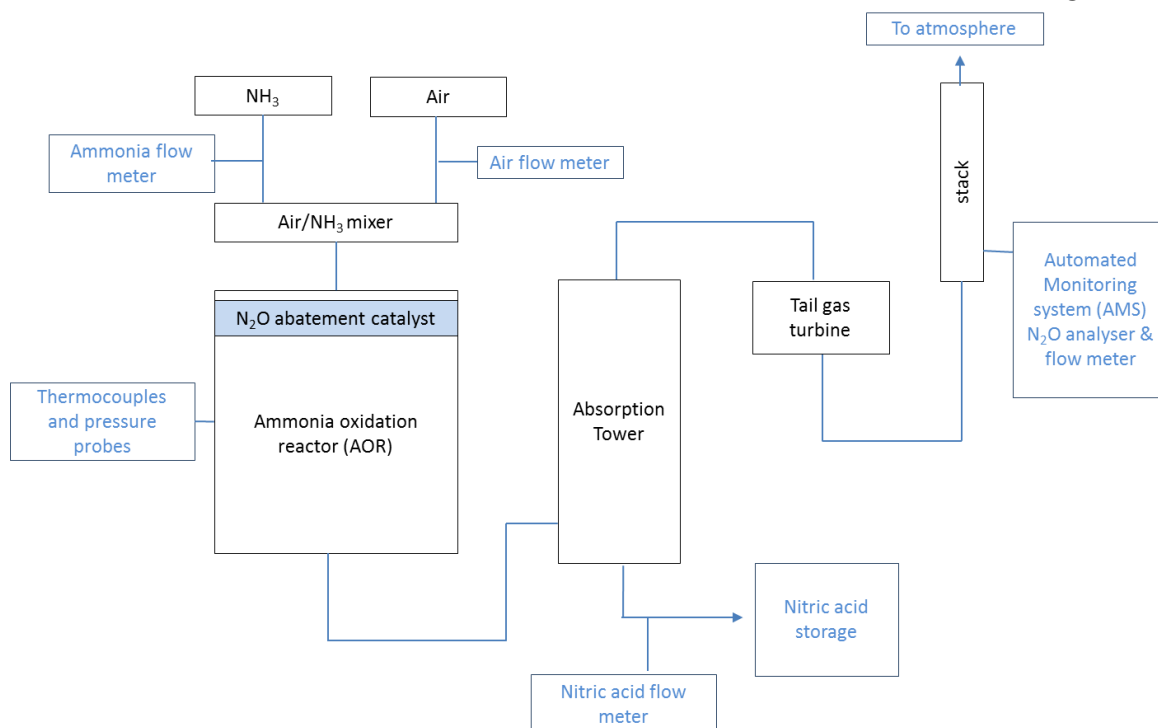 To atmosphere
NH₃
Air
Ammonia flow
meter
Air flow meter
Air/NH₃ mixer
stack
N₂O abatement catalyst
Automated
Monitoring
system (AMS)
N₂O analyser &
flow meter
Tail gas
turbine
Thermocouples
and pressure
probes
Ammonia oxidation
reactor (AOR)
Absorption
Tower
Nitric acid
storage
Nitric acid flow
meter